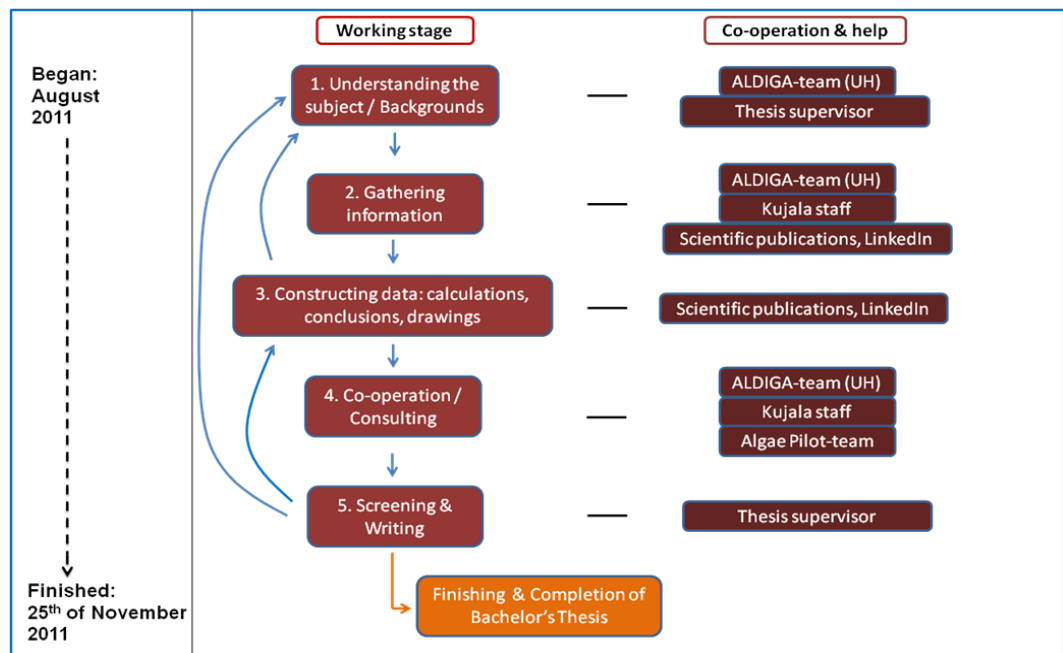 Working stage
Co-operation & help
Began:
August
2011
1. Understanding the
subject / Backgrounds
ALDIGA-team (UH)
Thesis supervisor
2. Gathering
information
ALDIGA-team (UH)
Kujala staff
Scientific publications, LinkedIn
3. Constructing data: calculations,
conclusions, drawings
Scientific publications, LinkedIn
4. Co-operation /
Consulting
ALDIGA-team (UH)
Kujala staff
Algae Pilot-team
5. Screening &
Writing
Thesis supervisor
Finished:
25th of November
2011
Finishing & Completion of
Bachelor's Thesis